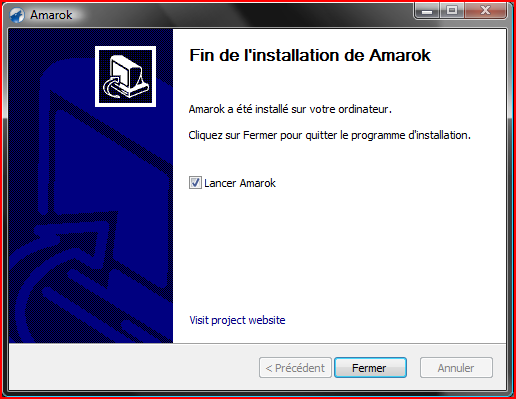 Amarok
Fin de l'installation de Amarok
Amarok a été installé sur votre ordinateur.
Cliquez sur Fermer pour quitter le programme d'installation.
Lancer Amarok
Visit project website
< Précédent
Fermer
Annuler